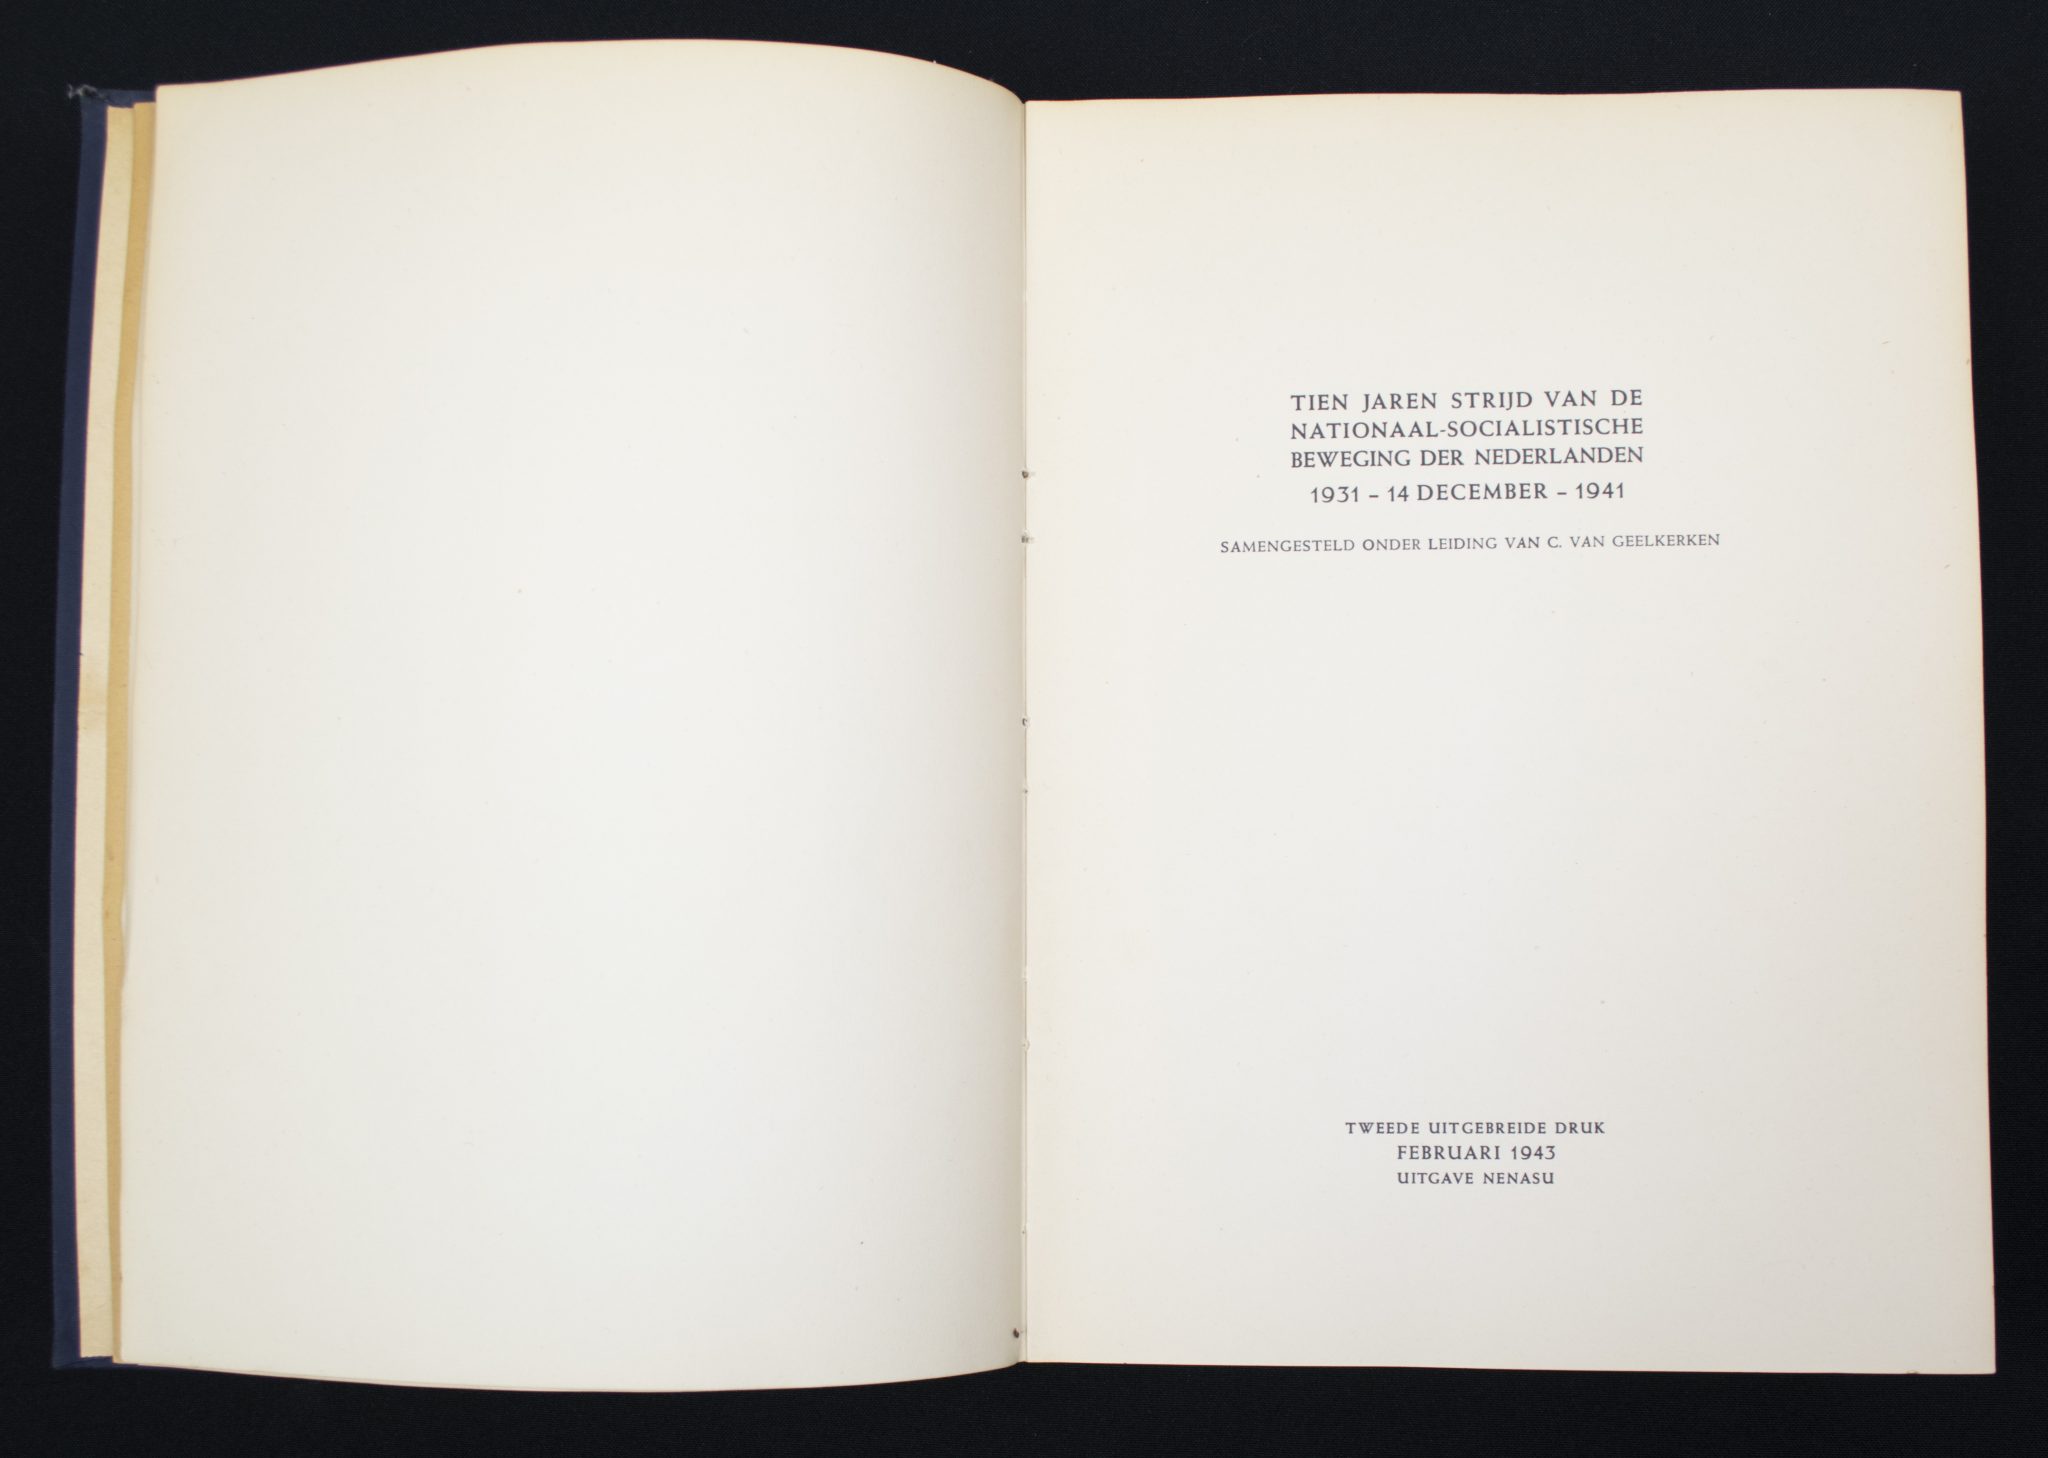 TIEN JAREN STRIJD VAN DE
NATIONAAL-SOCIALISTISCHE
BEWEGING DER NEDERLANDEN
1931 – 14 DECEMBER – 1941
SAMENGESTELD ONDER LEIDING VAN C. VAN GEELKERKEN
TWEEDE UITGEBREIDE DRUK
FEBRUARI 1943
UITGAVE NENASU